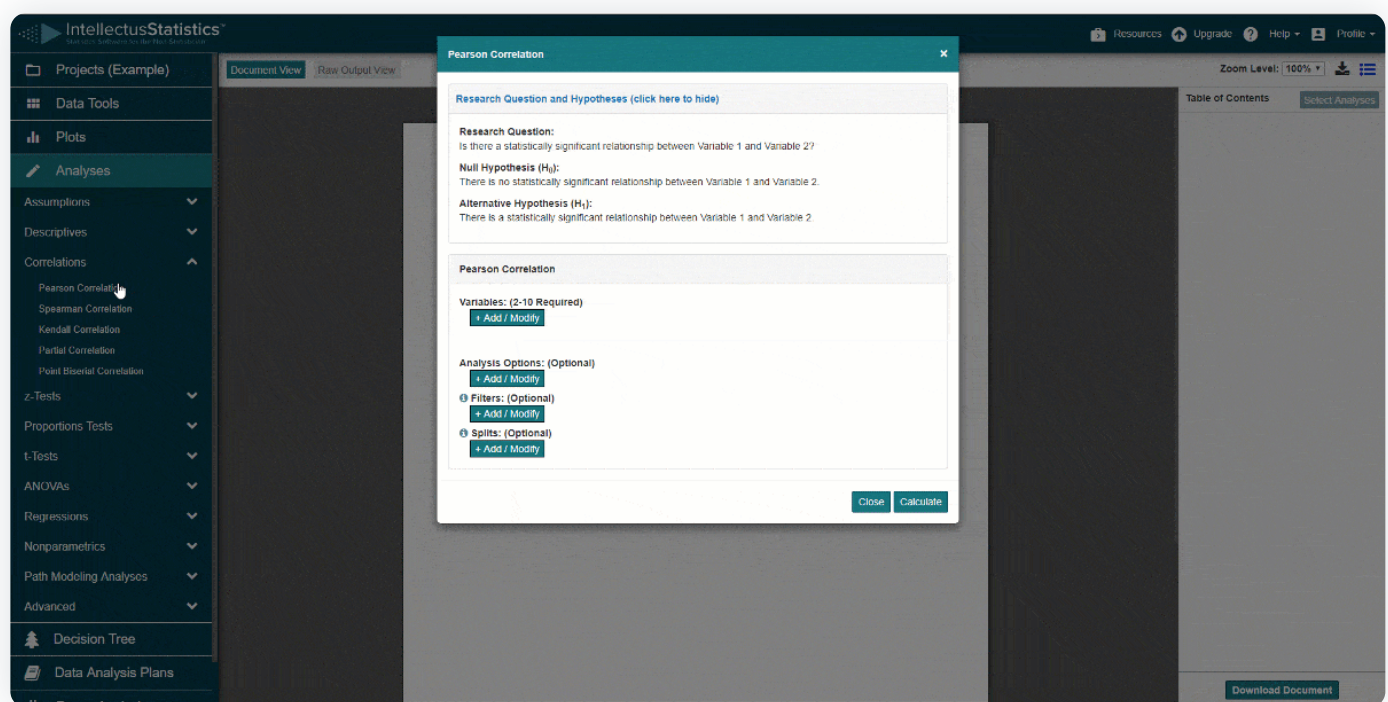 IntellectusStatistics™
Resources
Upgrade
Help
Profile
Projects (Example)
Data Tools
Plots
Analyses
Assumptions
Descriptives
Correlations
Pearson Correlation
Spearman Correlation
Kendall Correlation
Partial Correlation
Point Biserial Correlation
z-Tests
Proportions Tests
t-Tests
ANOVAs
Regressions
Nonparametrics
Path Modeling Analyses
Advanced
Decision Tree
Data Analysis Plans
Document View
Raw Output View
Zoom Level: 100%
Pearson Correlation ×
Research Question and Hypotheses (click here to hide)
Research Question:
Is there a statistically significant relationship between Variable 1 and Variable 2?
Null Hypothesis (H₀):
There is no statistically significant relationship between Variable 1 and Variable 2.
Alternative Hypothesis (H₁):
There is a statistically significant relationship between Variable 1 and Variable 2.
Pearson Correlation
Variables: (2-10 Required)
+ Add / Modify
Analysis Options: (Optional)
+ Add / Modify
Filters: (Optional)
+ Add / Modify
Splits: (Optional)
+ Add / Modify
Close
Calculate
Table of Contents
Select Analyses
Download Document